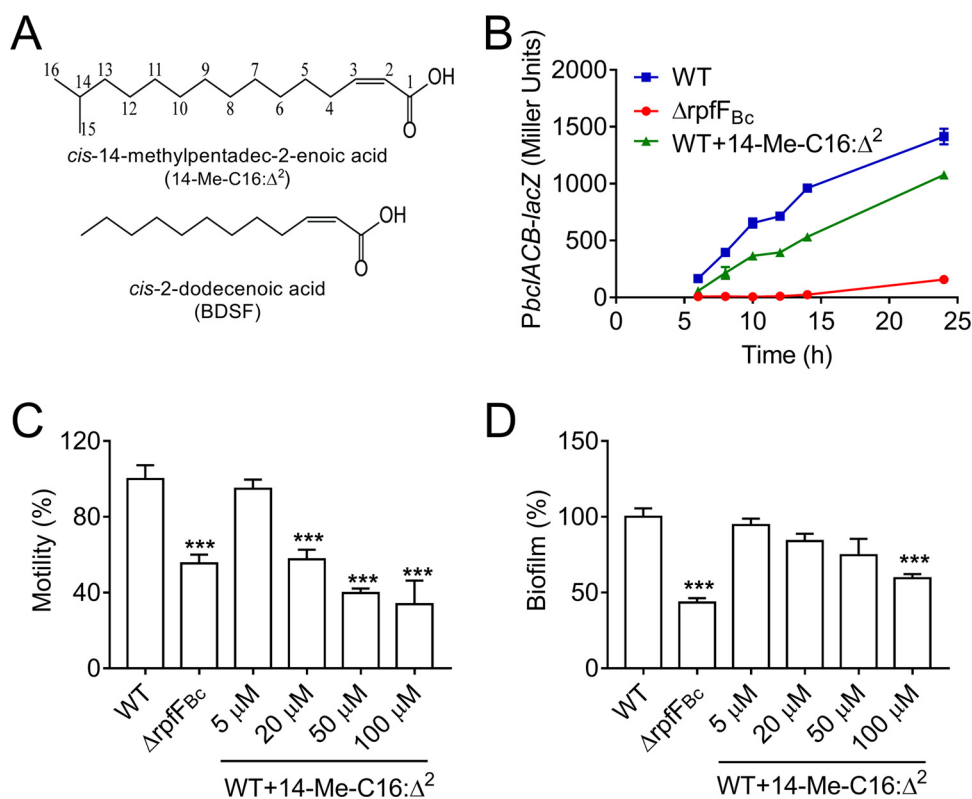 A
16
15
14
13
12
11
10
9
8
7
6
5
4
3
2
1
OH
O
cis-14-methylpentadec-2-enoic acid
(14-Me-C16:Δ²)
OH
O
cis-2-dodecenoic acid
(BDSF)
B
PbclACB-lacZ (Miller Units)
2000
1500
1000
500
0
WT
ΔrpfF_Bc
WT+14-Me-C16:Δ²
0 5 10 15 20 25
Time (h)
C
Motility (%)
120
80
40
0
***
***
***
***
WT
ΔrpfF_Bc
5 μM
20 μM
50 μM
100 μM
WT+14-Me-C16:Δ²
D
Biofilm (%)
150
100
50
0
***
***
WT
ΔrpfF_Bc
5 μM
20 μM
50 μM
100 μM
WT+14-Me-C16:Δ²